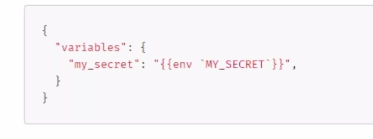 {
  "variables": {
    "my_secret": "{{env `MY_SECRET`}}",
  }
}